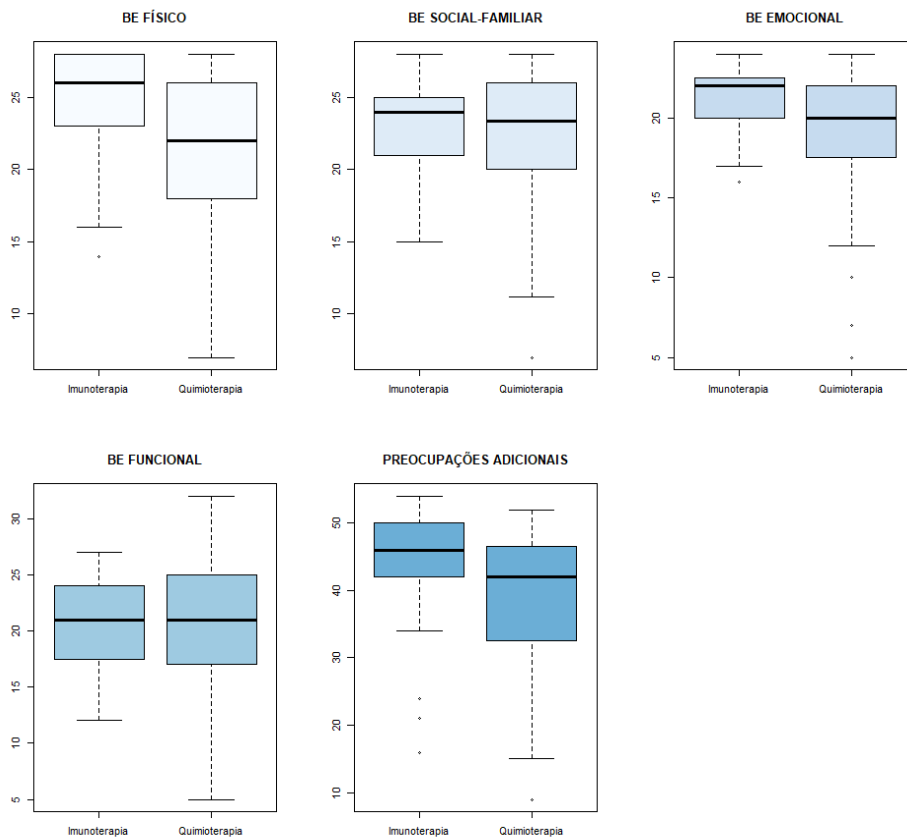 BE FÍSICO
25
20
15
10
Imunoterapia Quimioterapia
BE SOCIAL-FAMILIAR
25
20
15
10
Imunoterapia Quimioterapia
BE EMOCIONAL
20
15
10
5
Imunoterapia Quimioterapia
BE FUNCIONAL
30
25
20
15
10
5
Imunoterapia Quimioterapia
PREOCUPAÇÕES ADICIONAIS
50
40
30
20
10
Imunoterapia Quimioterapia